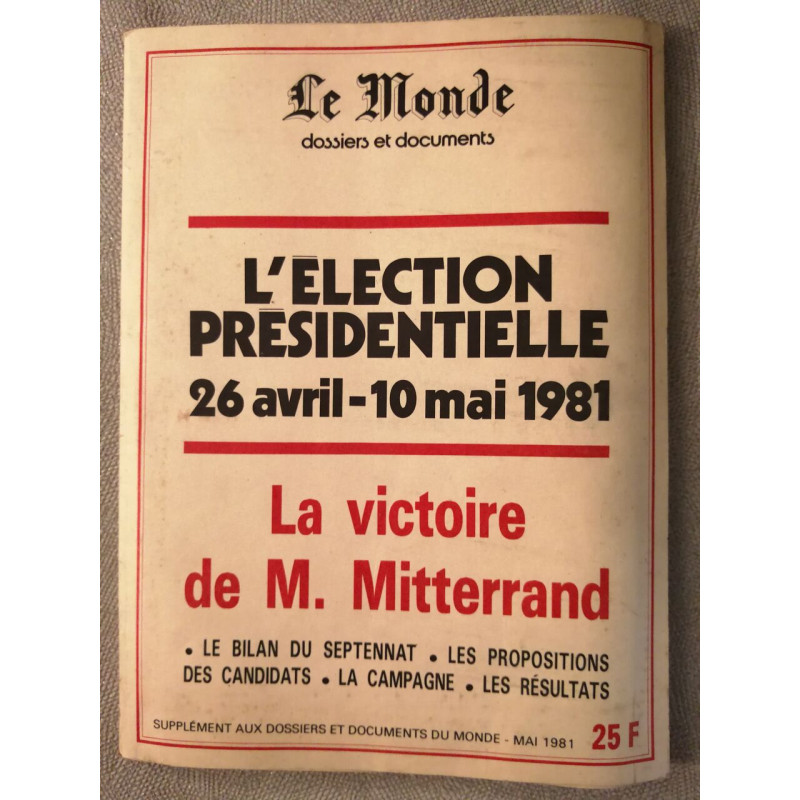 Le Monde
dossiers et documents
L'ÉLECTION
PRÉSIDENTIELLE
26 avril - 10 mai 1981
La victoire
de M. Mitterrand
• LE BILAN DU SEPTENNAT • LES PROPOSITIONS
DES CANDIDATS • LA CAMPAGNE • LES RÉSULTATS
SUPPLÉMENT AUX DOSSIERS ET DOCUMENTS DU MONDE - MAI 1981 25 F